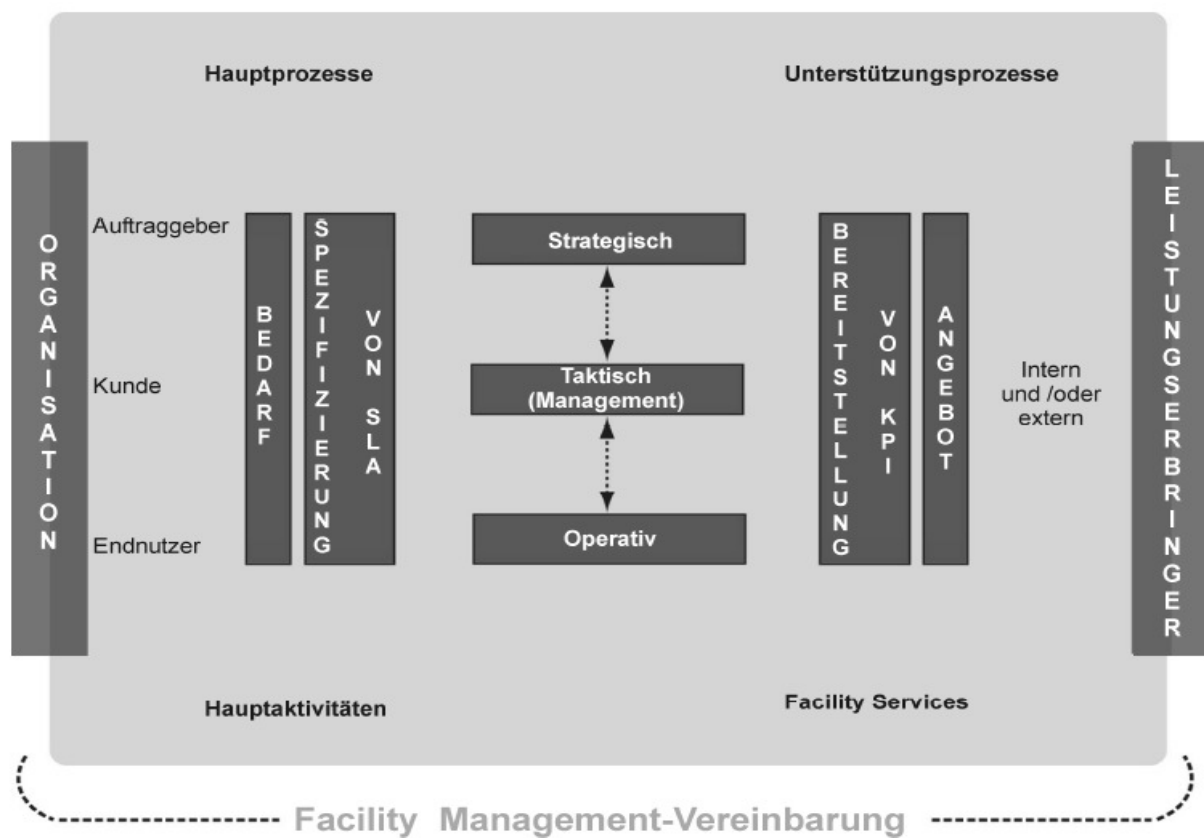 Hauptprozesse
Unterstützungsprozesse
ORGANISATION
Auftraggeber
Kunde
Endnutzer
BEDARF
SPEZIFIZIERUNG
VON SLA
Strategisch
Taktisch
(Management)
Operativ
BEREITSTELLUNG
VON KPI
ANGEBOT
Intern
und /oder
extern
LEISTUNGSERBRINGER
Hauptaktivitäten
Facility Services
Facility Management-Vereinbarung